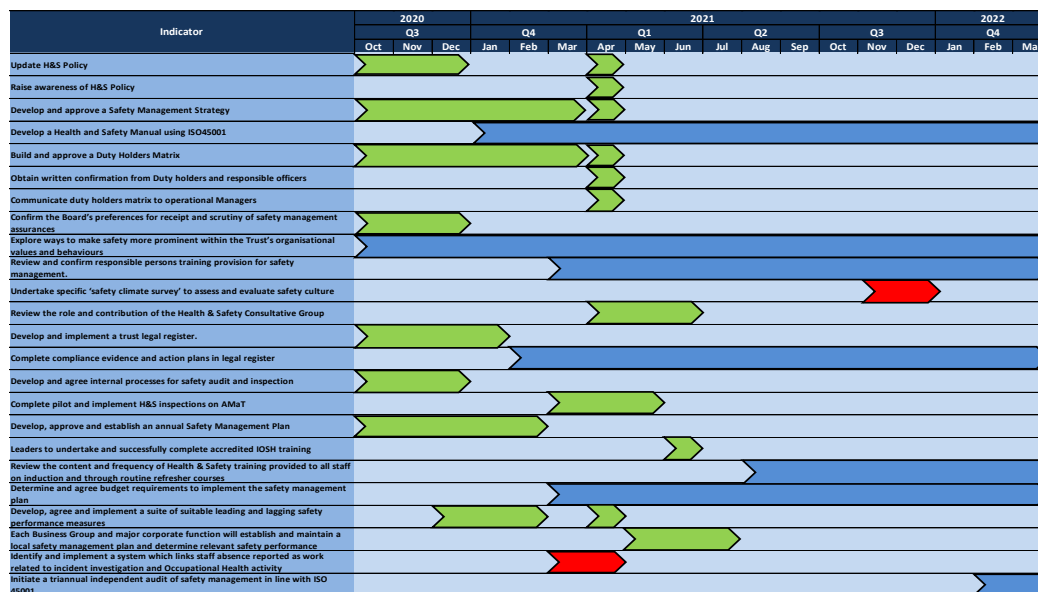 2020 2021 2022
Indicator
Q3 Q4 Q1 Q2 Q3 Q4
Oct Nov Dec Jan Feb Mar Apr May Jun Jul Aug Sep Oct Nov Dec Jan Feb
Update H&S Policy
Raise awareness of H&S Policy
Develop and approve a Safety Management Strategy
Develop a Health and Safety Manual using ISO45001
Build and approve a Duty Holders Matrix
Obtain written confirmation from Duty holders and responsible officers
Communicate duty holders matrix to operational Managers
Confirm the Board's preferences for receipt and scrutiny of safety management
assurances
Explore ways to make safety more prominent within the Trust's organisational
values and behaviours
Review and confirm responsible persons training provision for safety
management.
Undertake specific 'safety climate survey' to assess and evaluate safety culture
Review the role and contribution of the Health & Safety Consultative Group
Develop and implement a trust legal register.
Complete compliance evidence and action plans in legal register
Develop and agree internal processes for safety audit and inspection
Complete pilot and implement H&S inspections on AMaT
Develop, approve and establish an annual Safety Management Plan
Leaders to undertake and successfully complete accredited IOSH training
Review the content and frequency of Health & Safety training provided to all staff
on induction and through routine refresher courses
Determine and agree budget requirements to implement the safety management
plan
Develop, agree and implement a suite of suitable leading and lagging safety
performance measures
Each Business Group and major corporate function will establish and maintain a
local safety management plan and determine relevant safety performance
Identify and implement a system which links staff absence reported as work
related to incident investigation and Occupational Health activity
Initiate a triannual independent audit of safety management in line with ISO
45001